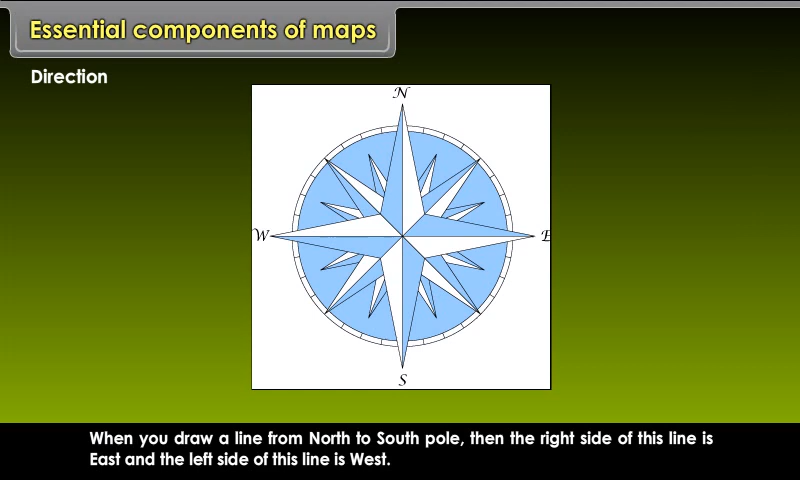 Essential components of maps
Direction
N
W
E
S
When you draw a line from North to South pole, then the right side of this line is
East and the left side of this line is West.